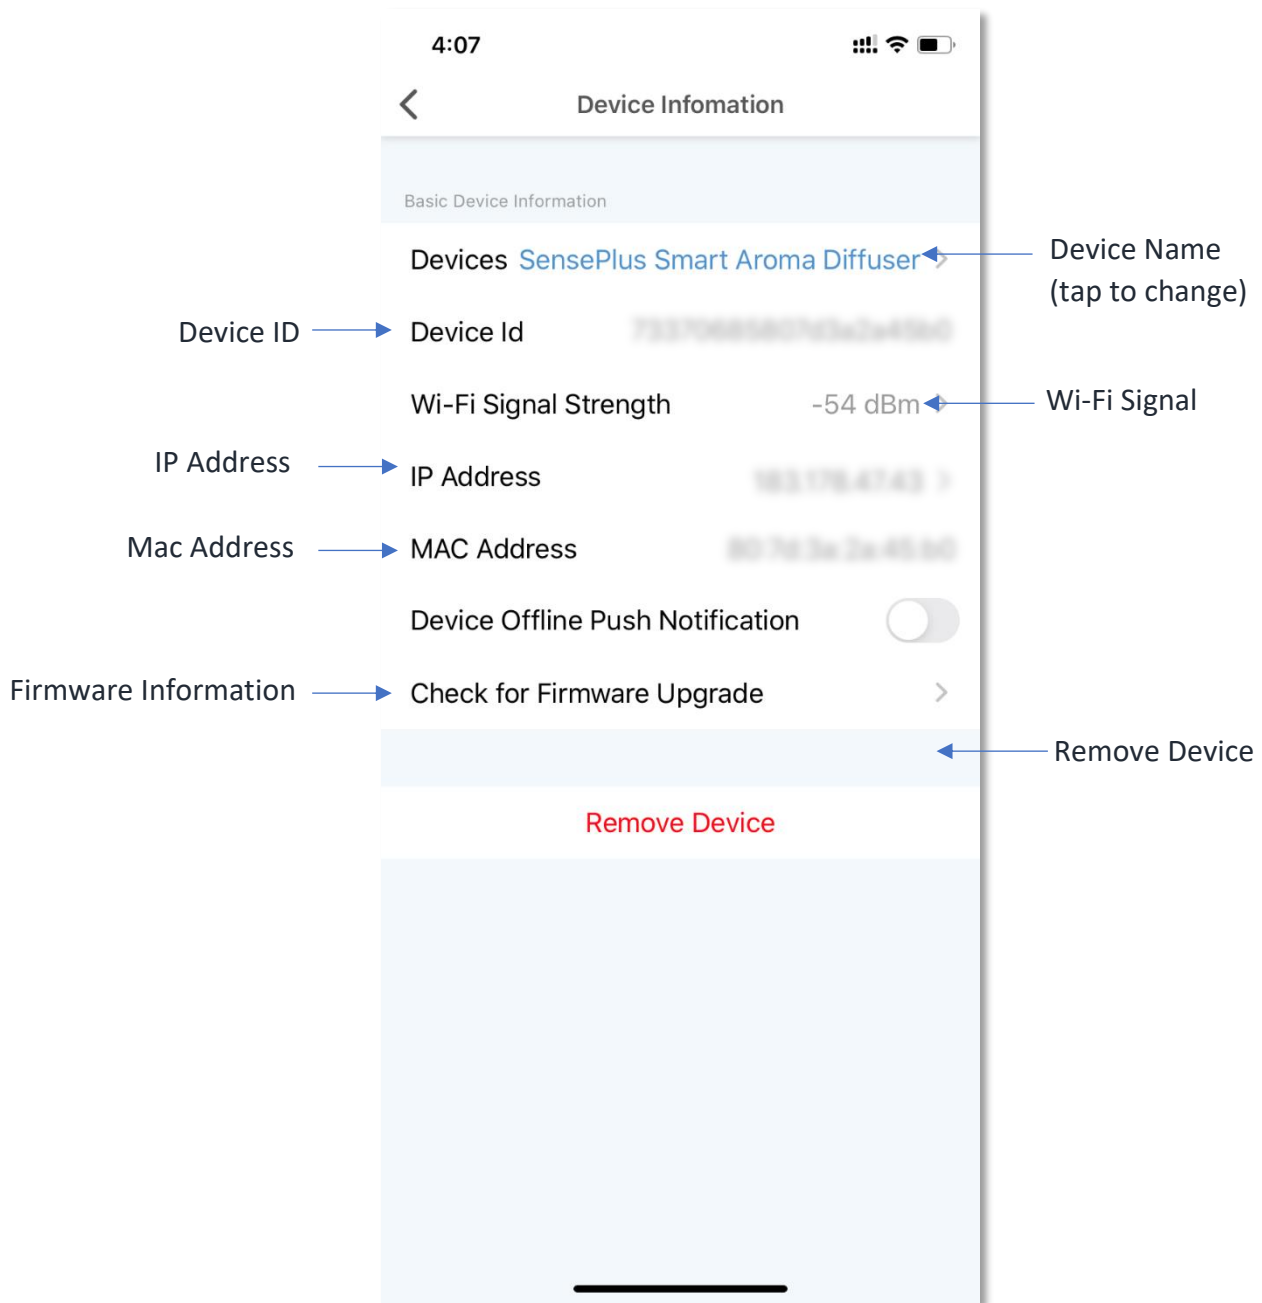 4:07
Device Infomation
Basic Device Information
Devices SensePlus Smart Aroma Diffuser
Device Name
(tap to change)
Device ID
Device Id
Wi-Fi Signal Strength -54 dBm
Wi-Fi Signal
IP Address
IP Address
Mac Address
MAC Address
Device Offline Push Notification
Firmware Information
Check for Firmware Upgrade
Remove Device
Remove Device